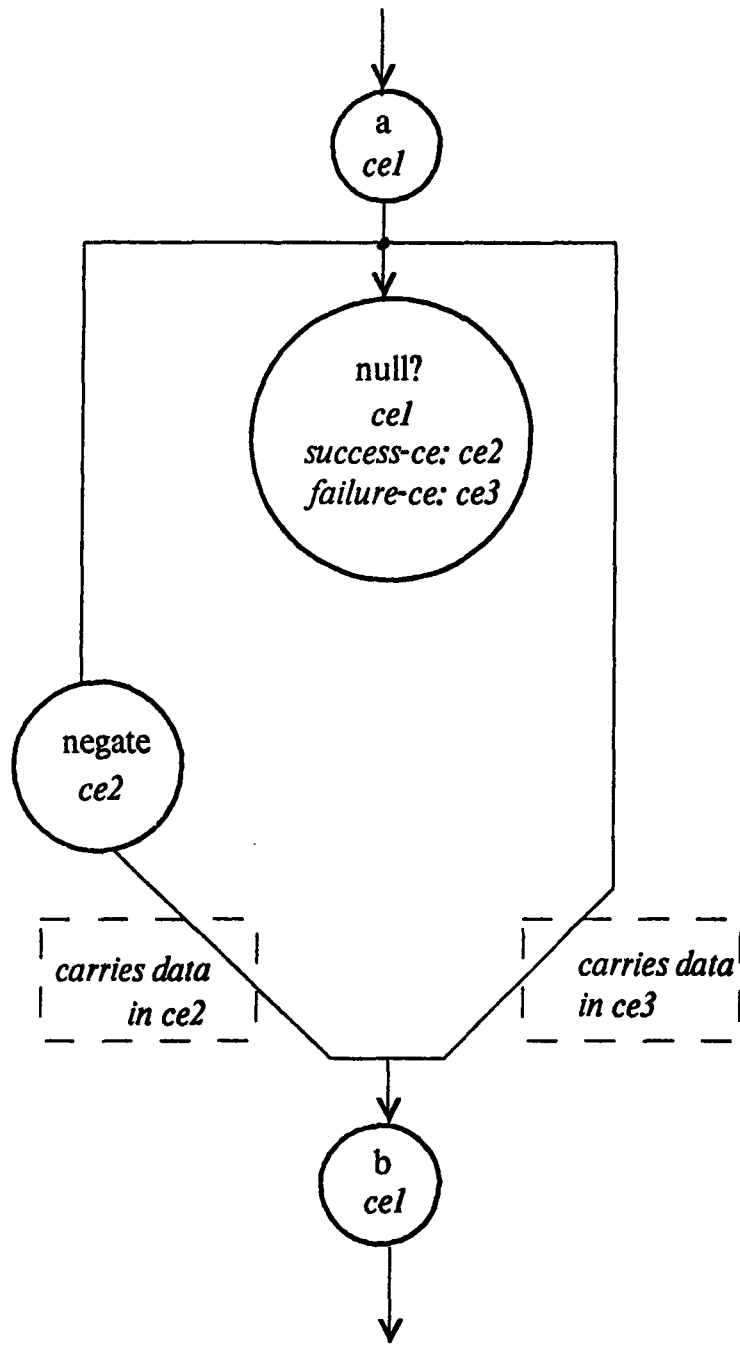 a
ce1
null?
ce1
success-ce: ce2
failure-ce: ce3
negate
ce2
carries data
in ce2
carries data
in ce3
b
ce1